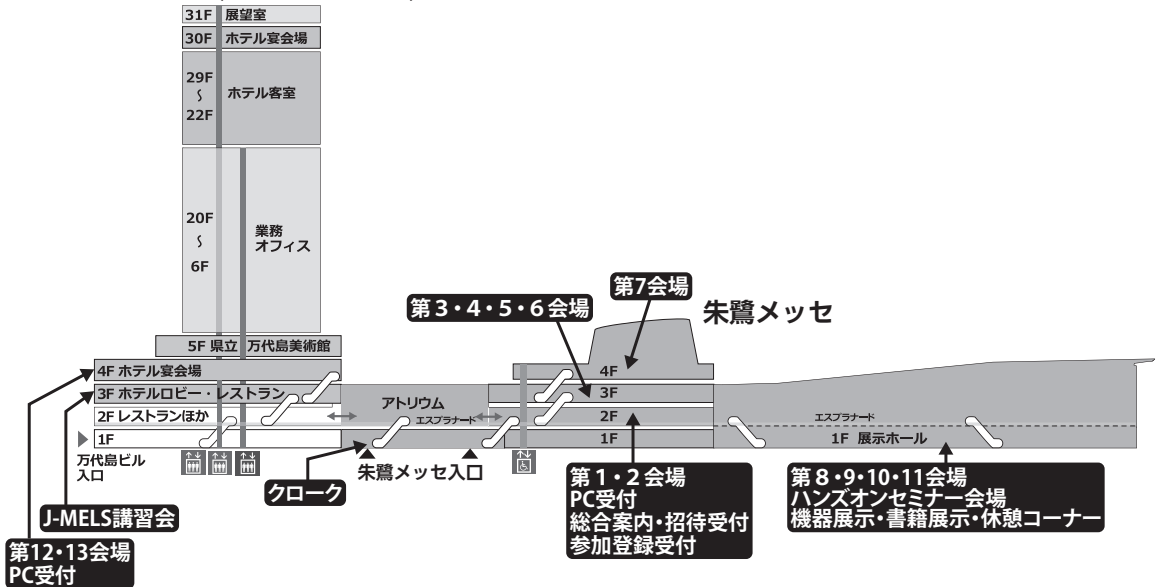 31F 展望室
30F ホテル宴会場
29F
〜
22F
ホテル客室
20F
〜
6F
業務
オフィス
5F 県立 万代島美術館
4F ホテル宴会場
3F ホテルロビー・レストラン
2F レストランほか
1F
万代島ビル
入口
J-MELS講習会
第12・13会場
PC受付
クローク
アトリウム
エスプラナード
朱鷺メッセ入口
第3・4・5・6会場
第7会場
朱鷺メッセ
4F
3F
2F
1F
第1・2会場
PC受付
総合案内・招待受付
参加登録受付
エスプラナード
1F 展示ホール
第8・9・10・11会場
ハンズオンセミナー会場
機器展示・書籍展示・休憩コーナー